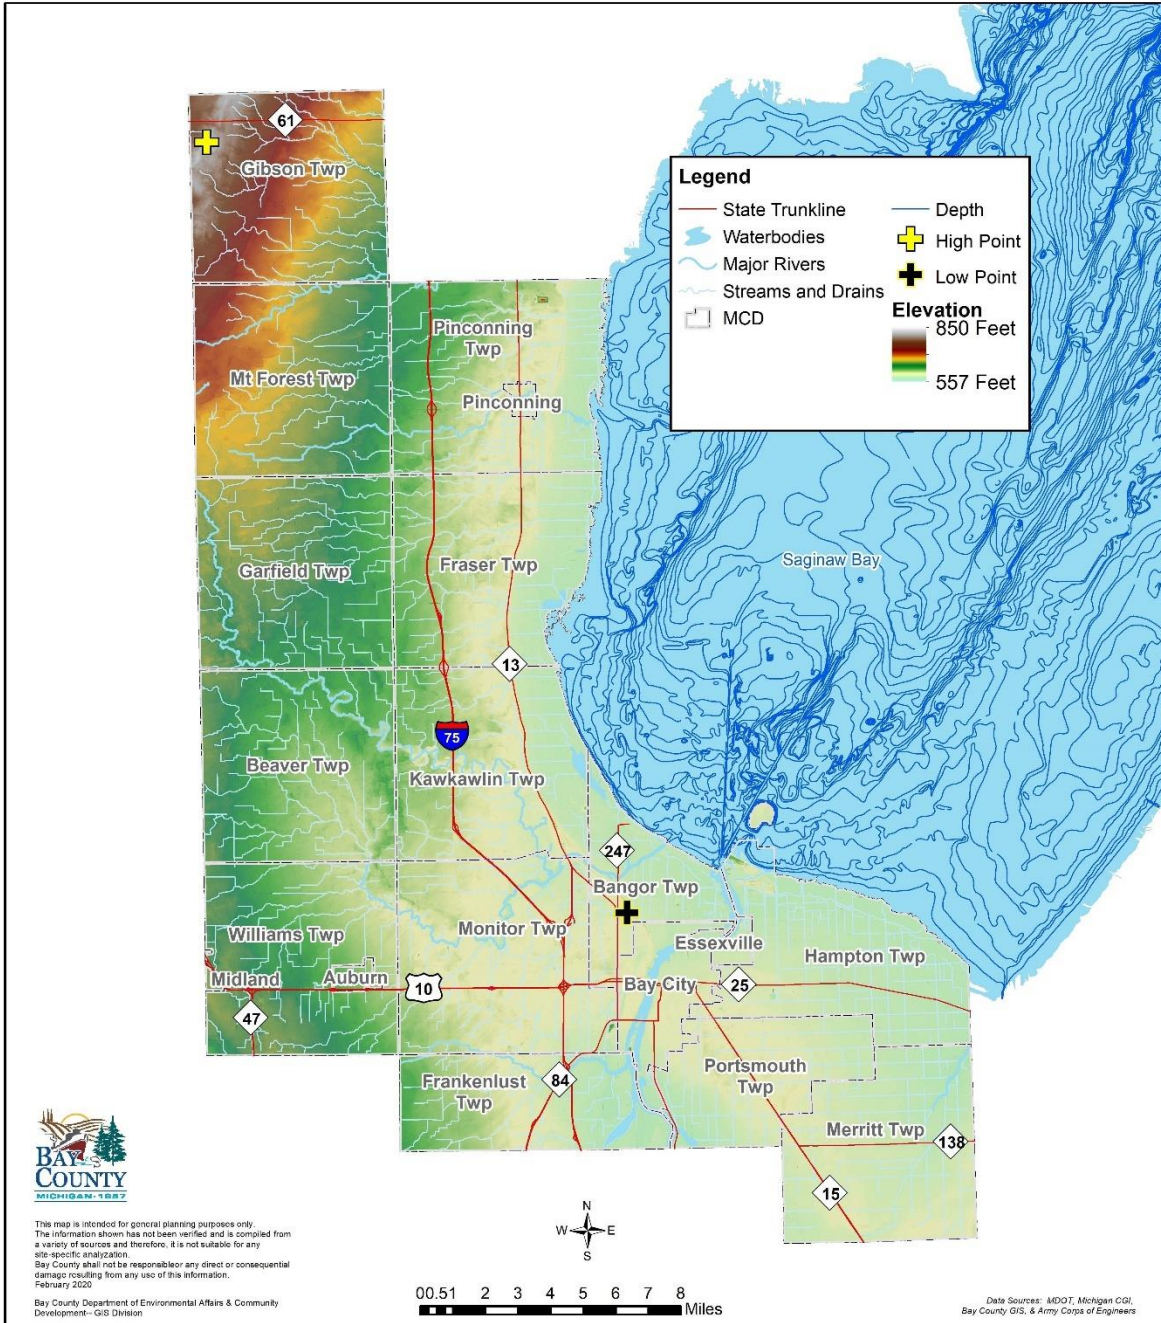 61
Gibson Twp
Legend
State Trunkline
Waterbodies
Major Rivers
Streams and Drains
MCD
Depth
High Point
Low Point
Elevation
850 Feet
557 Feet
Pinconning
Twp
Mt Forest Twp
Pinconning
Garfield Twp
Fraser Twp
Saginaw Bay
13
75
Beaver Twp
Kawkawlin Twp
247
Bangor Twp
Williams Twp
Monitor Twp
Essexville
Hampton Twp
Midland
Auburn
10
Bay City
25
47
Portsmouth
Twp
Frankenlust
Twp
84
Merritt Twp
138
15
BAY
COUNTY
MICHIGAN-1857
This map is intended for general planning purposes only.
The information shown has not been verified and is compiled from
a variety of sources and therefore, it is not suitable for any
site-specific analyzation.
Bay County shall not be responsibleor any direct or consequential
damage resulting from any use of this information.
February 2020
Bay County Department of Environmental Affairs & Community
Development-- GIS Division
N
W E
S
00.51 2 3 4 5 6 7 8
Miles
Data Sources: MDOT, Michigan CGI,
Bay County GIS, & Army Corps of Engineers